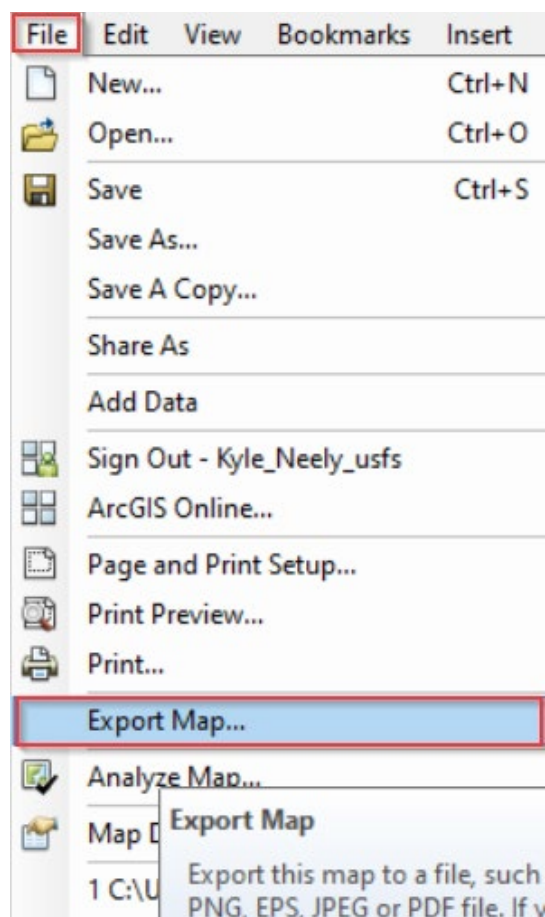 File Edit View Bookmarks Insert
New... Ctrl+N
Open... Ctrl+O
Save Ctrl+S
Save As...
Save A Copy...
Share As
Add Data
Sign Out - Kyle_Neely_usfs
ArcGIS Online...
Page and Print Setup...
Print Preview...
Print...
Export Map...
Analyze Map...
Map
Export Map
1 C:\U
Export this map to a file, such
PNG, EPS, JPEG or PDF file. If